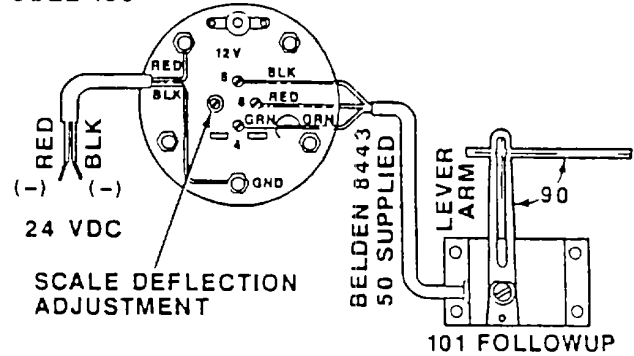 12V
RED
BLK
8
BLK
6
RED
GRN
GRN
4
GND
RED
BLK
(-)
(-)
24 VDC
SCALE DEFLECTION
ADJUSTMENT
BELDEN 8443
50 SUPPLIED
LEVER
ARM
90
101 FOLLOWUP